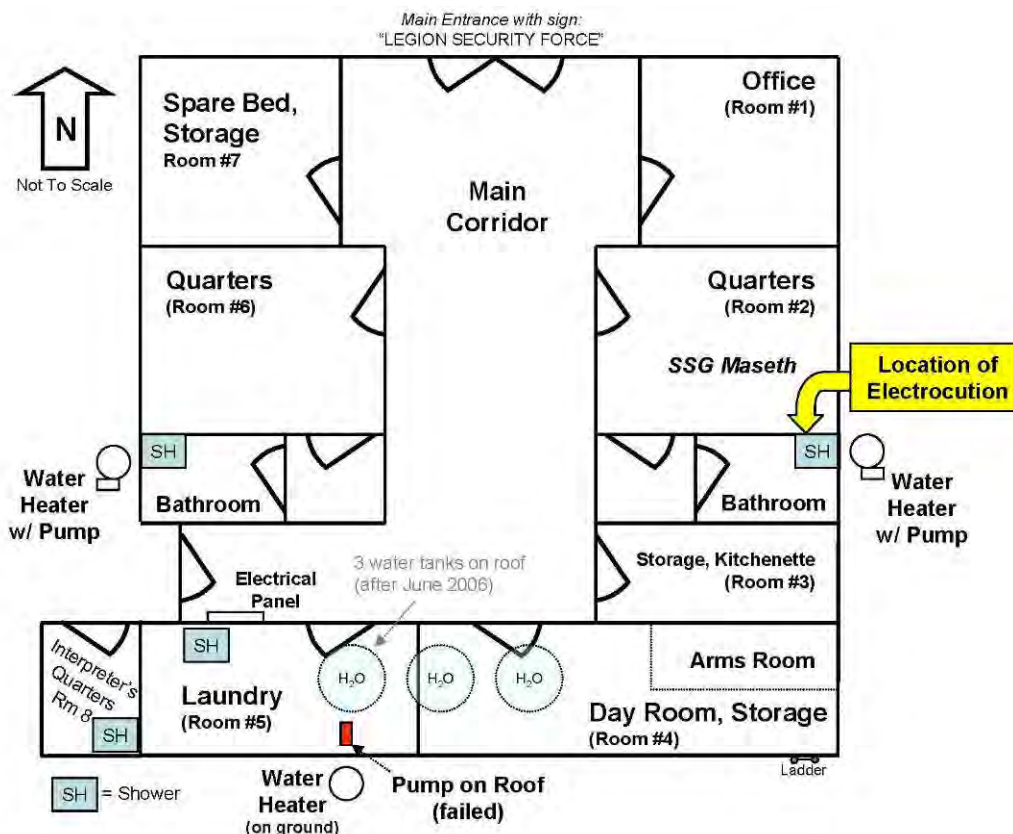 Main Entrance with sign:
"LEGION SECURITY FORCE"
N
Not To Scale
Spare Bed,
Storage
Room #7
Office
(Room #1)
Main
Corridor
Quarters
(Room #6)
Quarters
(Room #2)
SSG Maseth
Location of
Electrocution
SH
SH
Water
Heater
w/ Pump
Bathroom
Bathroom
Water
Heater
w/ Pump
3 water tanks on roof
(after June 2006)
Storage, Kitchenette
(Room #3)
Electrical
Panel
Interpreter's
Quarters
Rm 8
SH
SH
Laundry
(Room #5)
H₂O
H₂O
H₂O
Arms Room
Day Room, Storage
(Room #4)
Ladder
SH = Shower
Water
Heater
(on ground)
Pump on Roof
(failed)